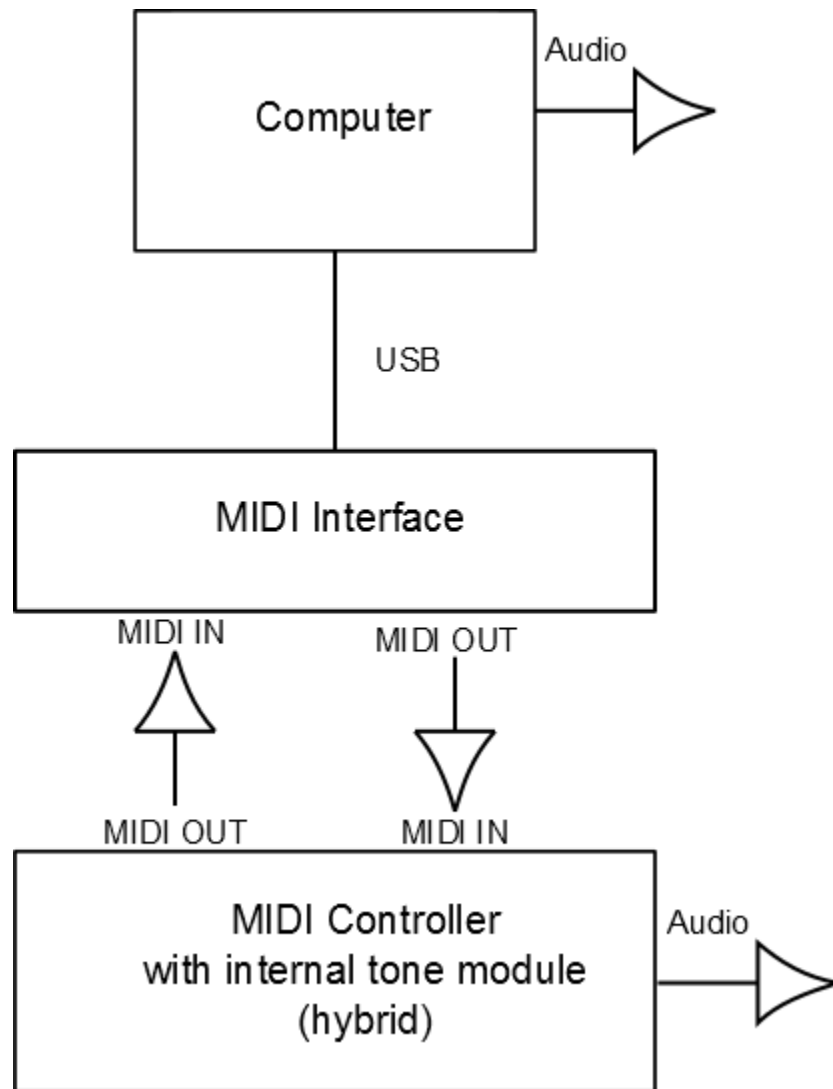 Audio
Computer
USB
MIDI Interface
MIDI IN
MIDI OUT
MIDI OUT
MIDI IN
MIDI Controller
with internal tone module
(hybrid)
Audio